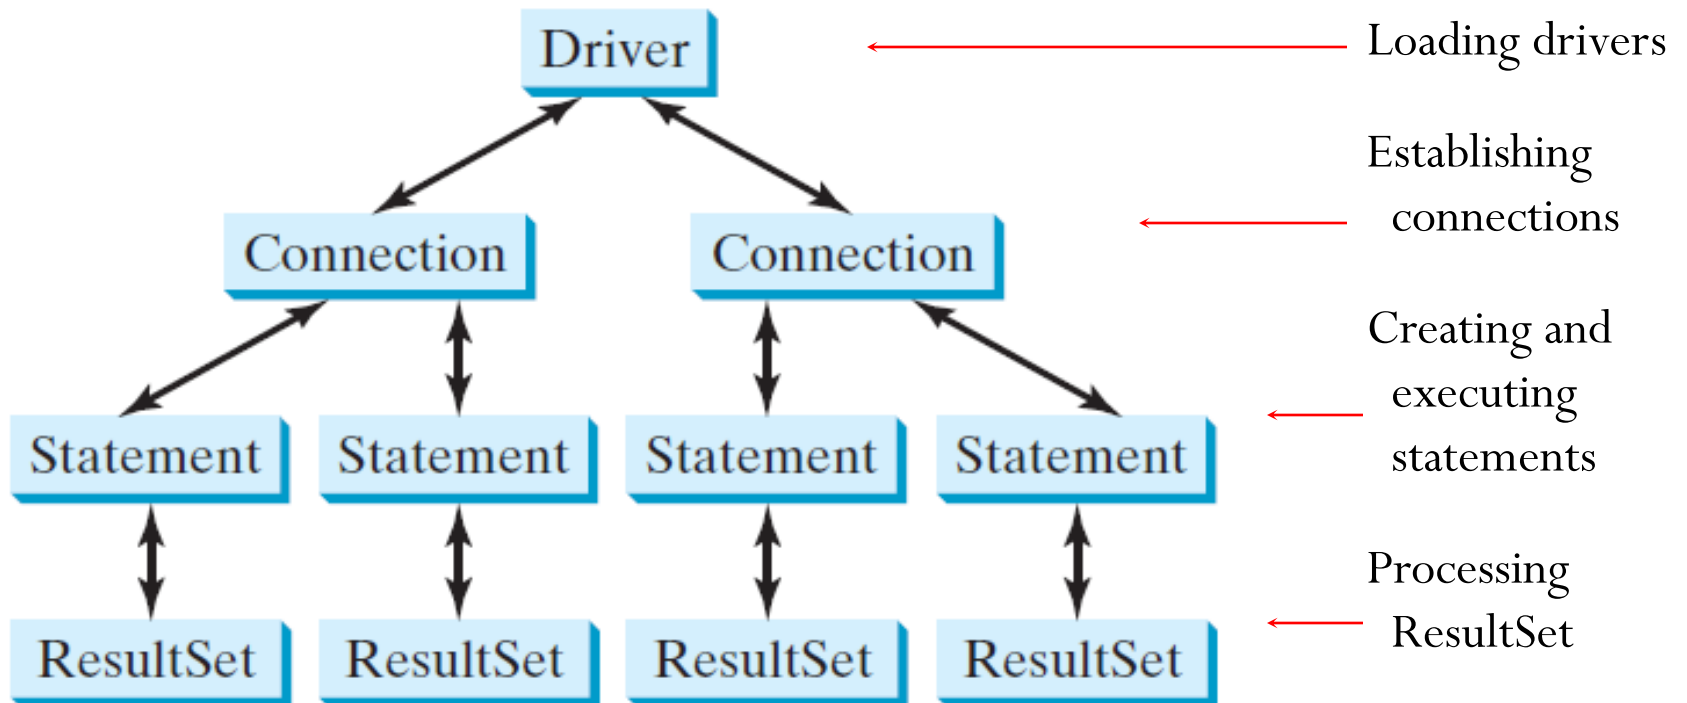 Driver
Loading drivers
Establishing
connections
Connection
Connection
Creating and
executing
statements
Statement
Statement
Statement
Statement
Processing
ResultSet
ResultSet
ResultSet
ResultSet
ResultSet